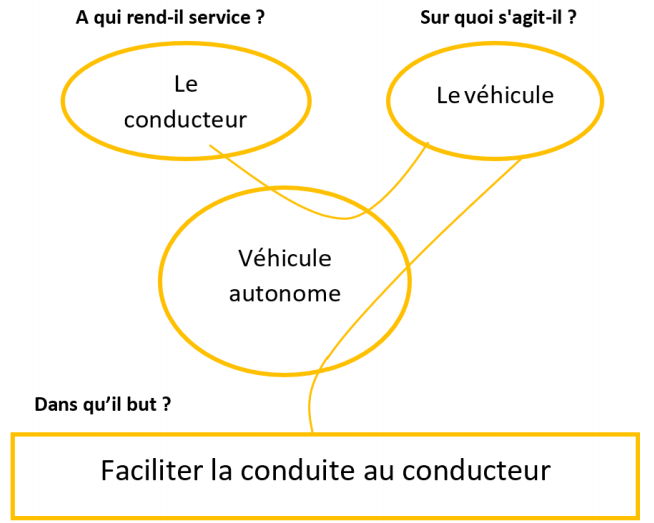 A qui rend-il service ?
Sur quoi s'agit-il ?
Le
conducteur
Le véhicule
Véhicule
autonome
Dans qu’il but ?
Faciliter la conduite au conducteur